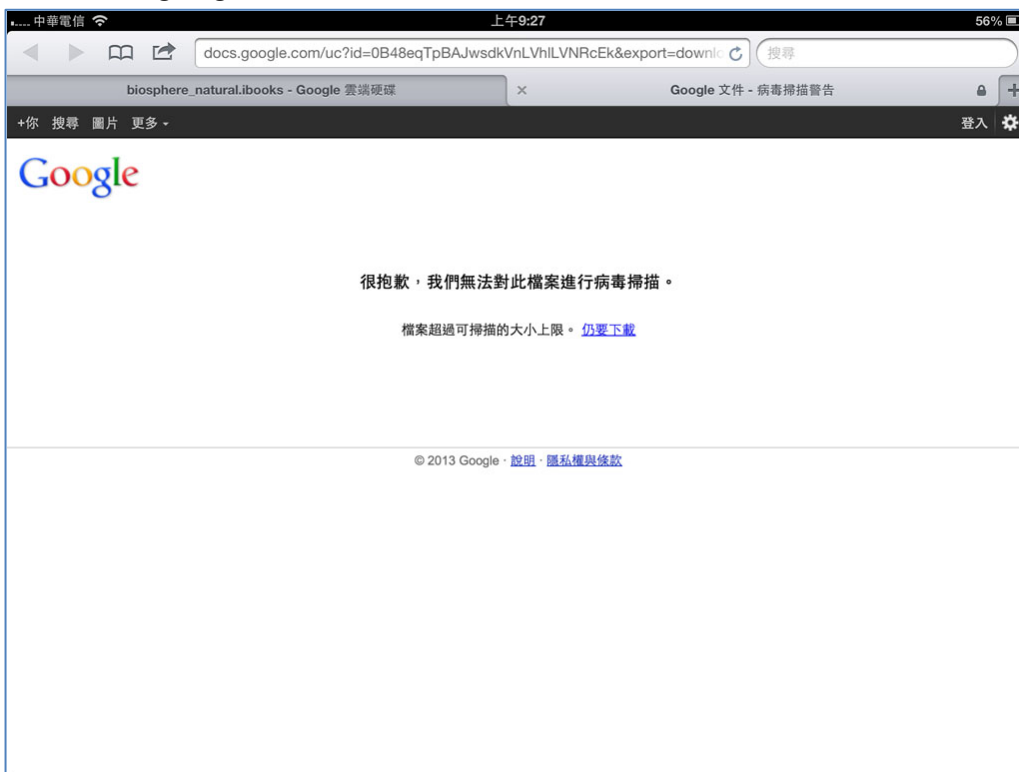 中華電信 上午9:27 56%
docs.google.com/uc?id=0B48eqTpBAJwsdkVnLVhlLVNRcEk&export=downlo 搜尋
biosphere_natural.ibooks - Google 雲端硬碟 Google 文件 - 病毒掃描警告
+你 搜尋 圖片 更多 登入
Google
很抱歉，我們無法對此檔案進行病毒掃描。
檔案超過可掃描的大小上限。 仍要下載
© 2013 Google · 說明 · 隱私權與條款